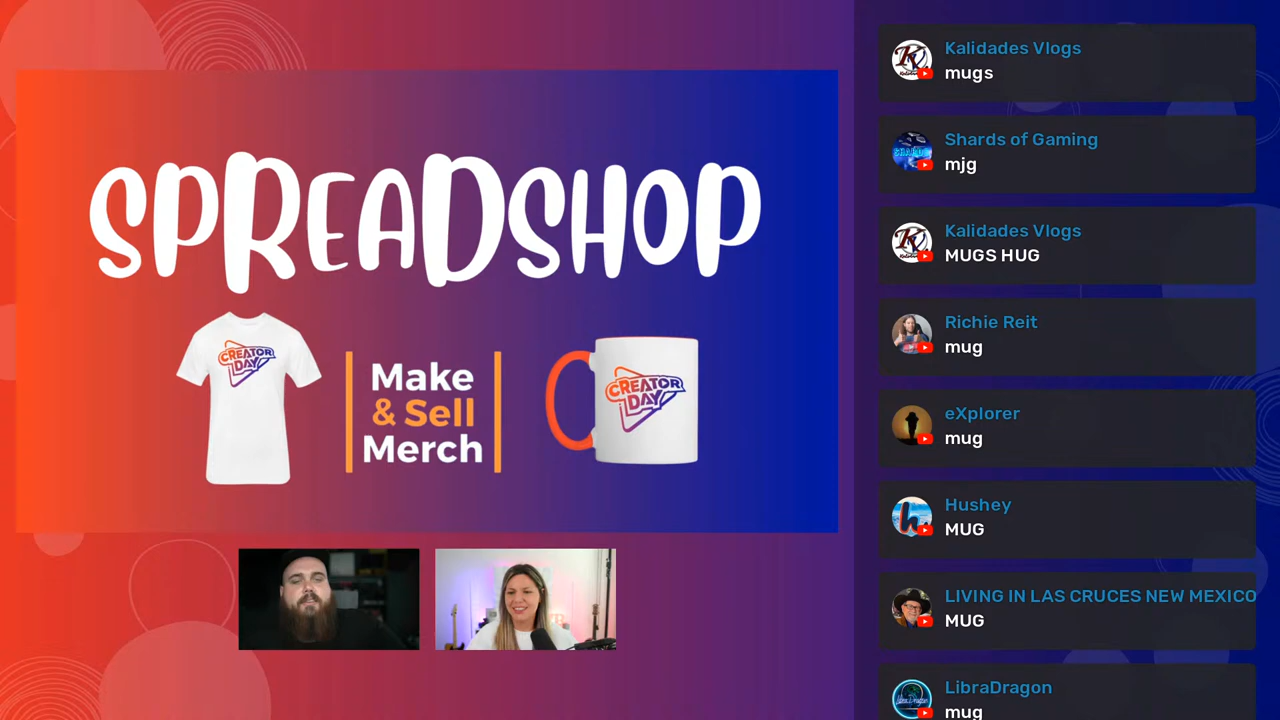 SPREADSHOP
CREATOR
DAY
Make
& Sell
Merch
CREATOR
DAY
Kalidades Vlogs
mugs
Shards of Gaming
mjg
Kalidades Vlogs
MUGS HUG
Richie Reit
mug
eXplorer
mug
Hushey
MUG
LIVING IN LAS CRUCES NEW MEXICO
MUG
LibraDragon
mug